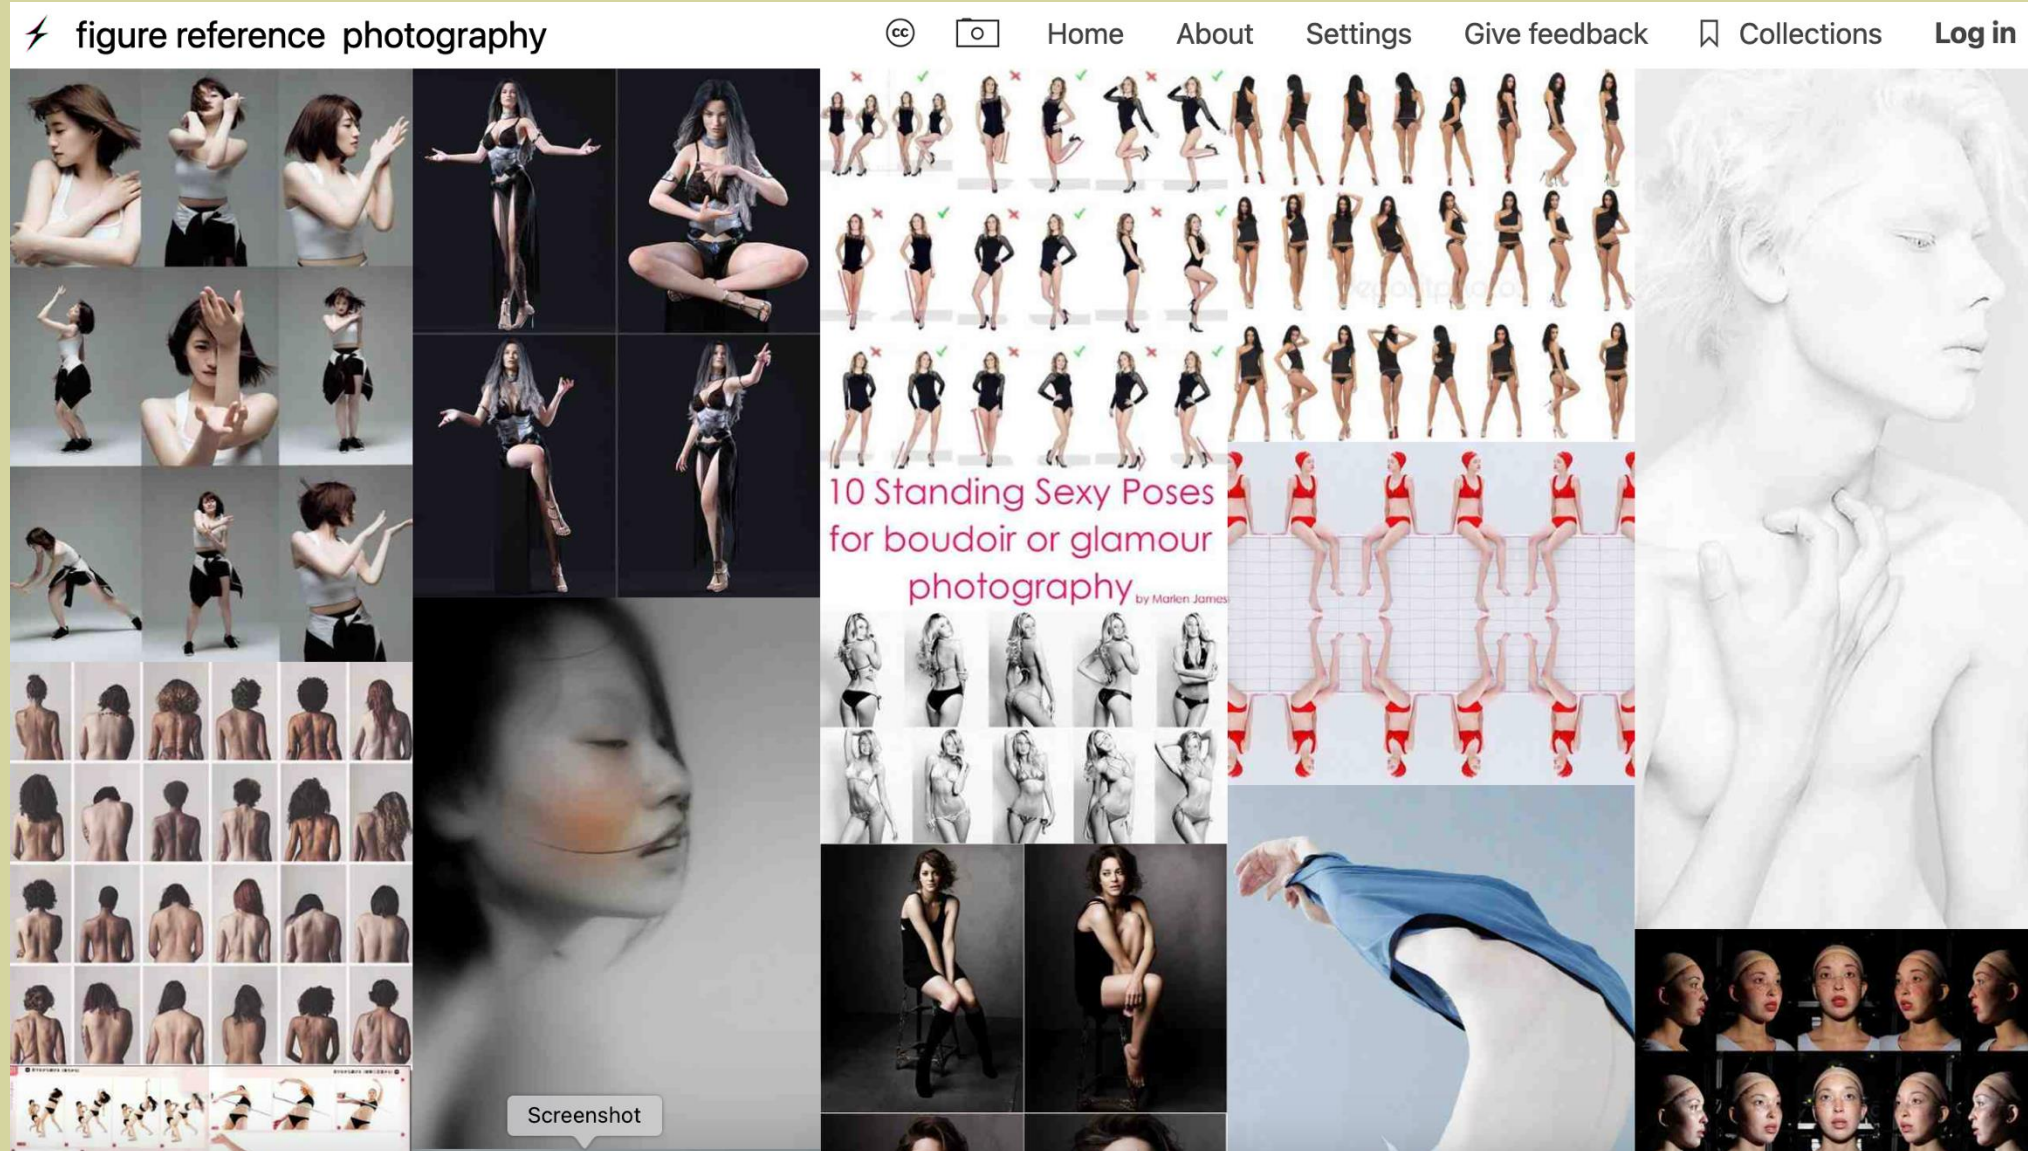 figure reference photography
Home
About
Settings
Give feedback
Collections
Log in
10 Standing Sexy Poses
for boudoir or glamour
photography
by Marlen James
depositphotos
Screenshot